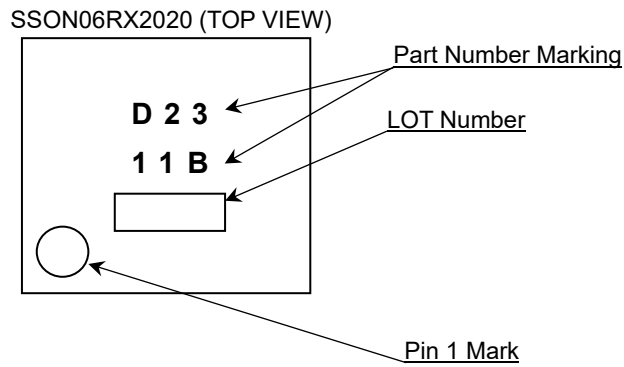 SSON06RX2020 (TOP VIEW)
Part Number Marking
D 2 3
LOT Number
1 1 B
Pin 1 Mark